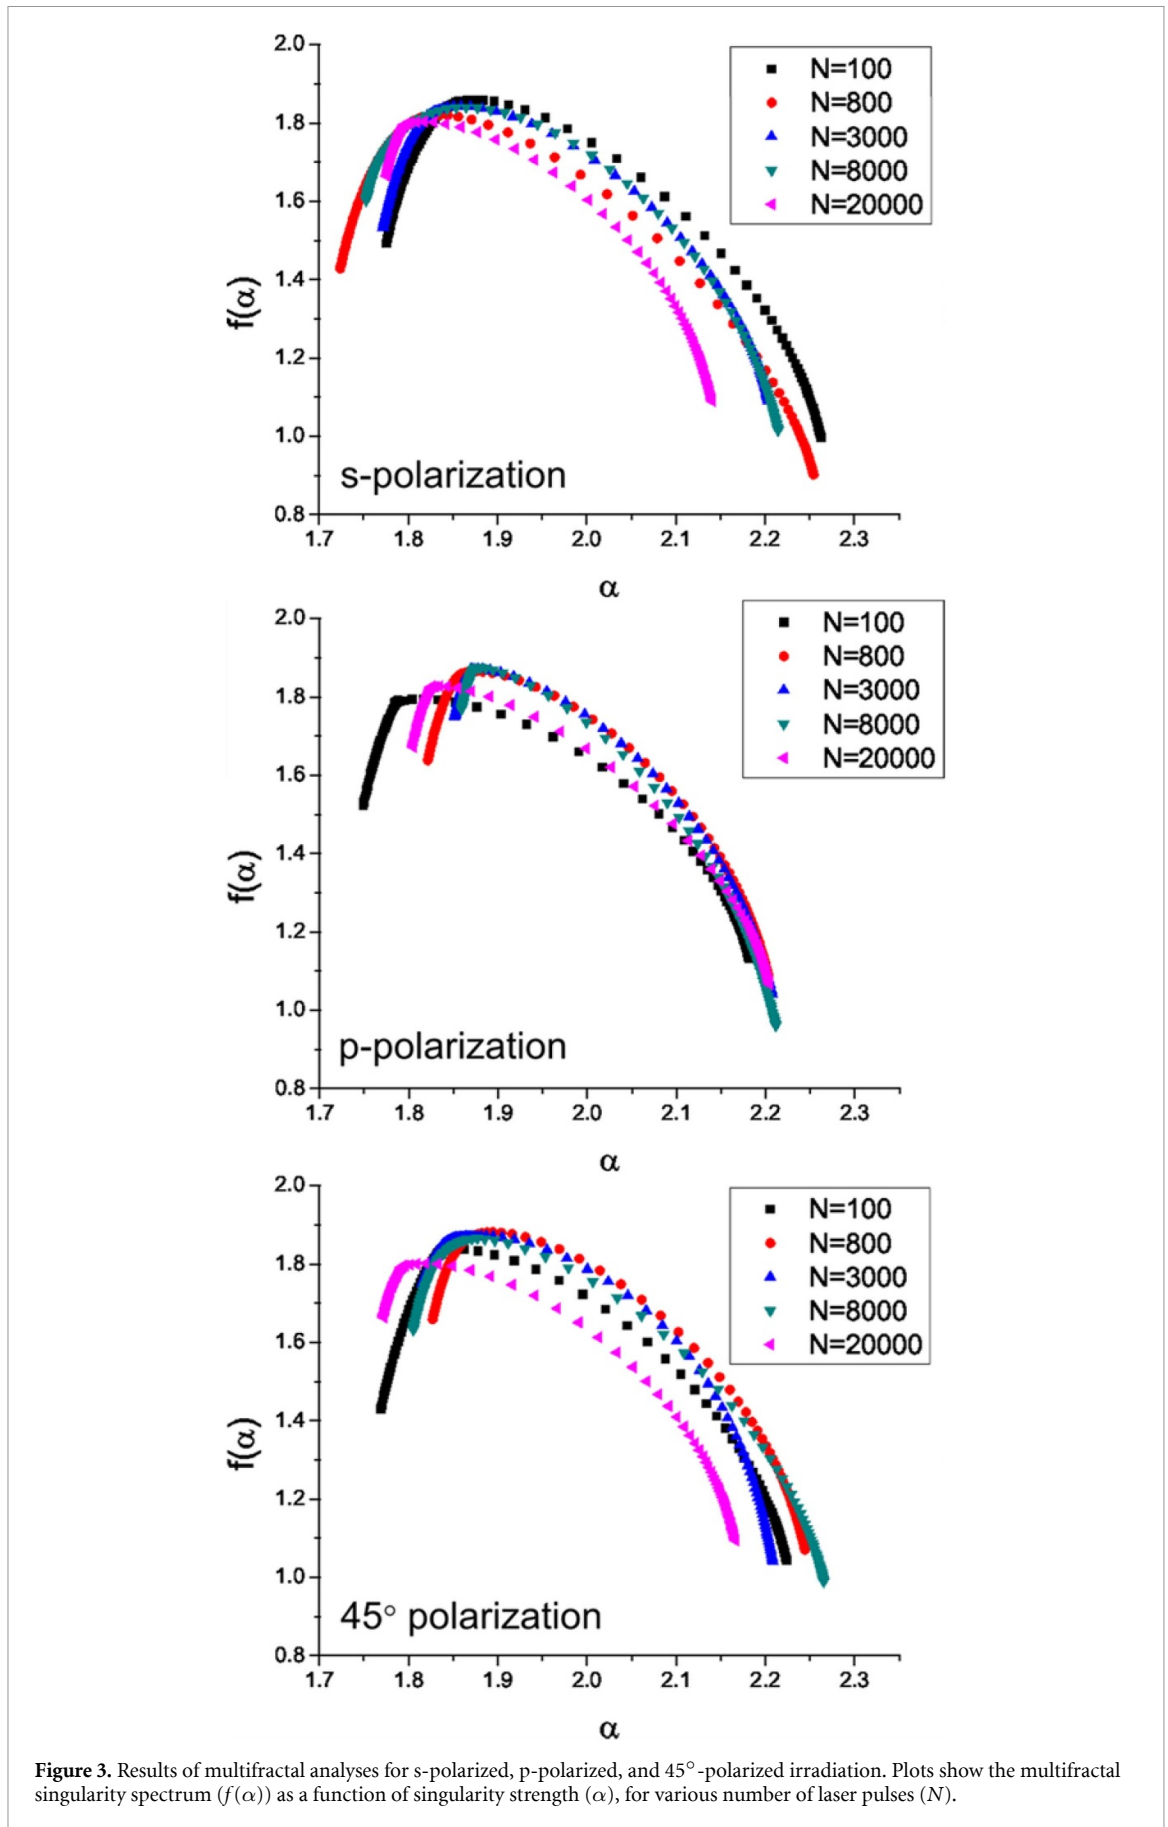 2.0
1.8
1.6
1.4
1.2
1.0
0.8
f(α)
N=100
N=800
N=3000
N=8000
N=20000
s-polarization
1.7 1.8 1.9 2.0 2.1 2.2 2.3
α
2.0
1.8
1.6
1.4
1.2
1.0
0.8
f(α)
N=100
N=800
N=3000
N=8000
N=20000
p-polarization
1.7 1.8 1.9 2.0 2.1 2.2 2.3
α
2.0
1.8
1.6
1.4
1.2
1.0
0.8
f(α)
N=100
N=800
N=3000
N=8000
N=20000
45° polarization
1.7 1.8 1.9 2.0 2.1 2.2 2.3
α
Figure 3. Results of multifractal analyses for s-polarized, p-polarized, and 45°-polarized irradiation. Plots show the multifractal
singularity spectrum (f(α)) as a function of singularity strength (α), for various number of laser pulses (N).